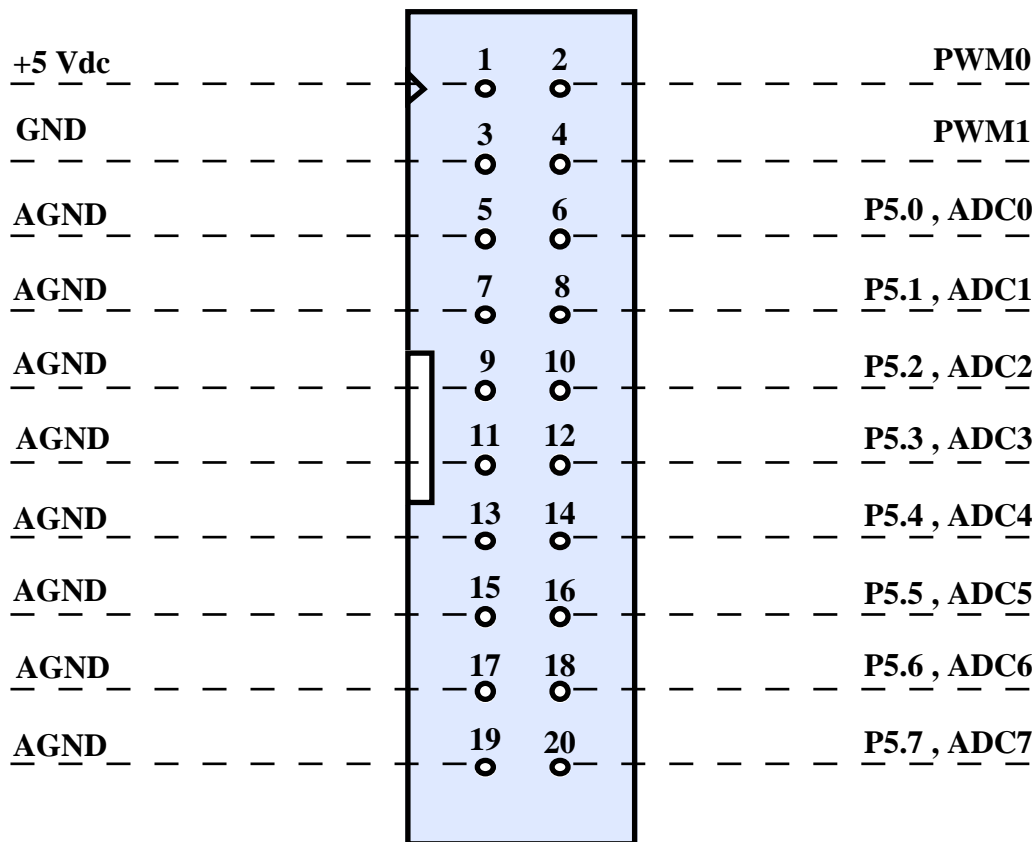 +5 Vdc 1 2 PWM0
GND 3 4 PWM1
AGND 5 6 P5.0 , ADC0
AGND 7 8 P5.1 , ADC1
AGND 9 10 P5.2 , ADC2
AGND 11 12 P5.3 , ADC3
AGND 13 14 P5.4 , ADC4
AGND 15 16 P5.5 , ADC5
AGND 17 18 P5.6 , ADC6
AGND 19 20 P5.7 , ADC7